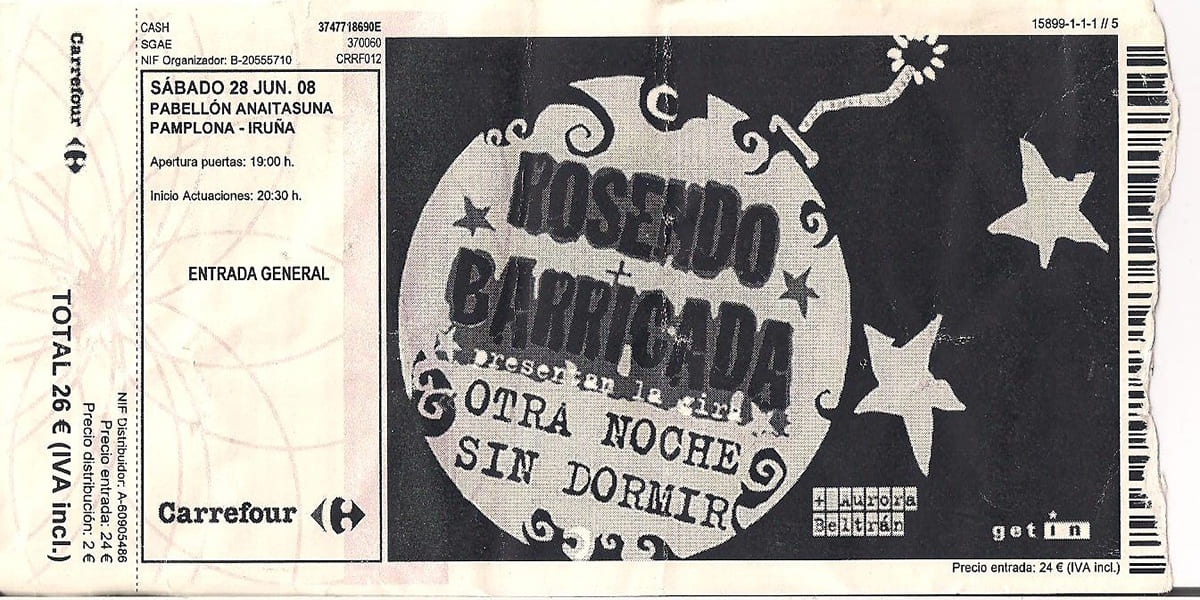 Carrefour
TOTAL 26 € (IVA incl.)
NIF Distribuidor: A-60905486
Precio entrada: 24 €
Precio distribución: 2 €
CASH 3747718690E
SGAE 370060
NIF Organizador: B-20555710 CRRF012
SÁBADO 28 JUN. 08
PABELLÓN ANAITASUNA
PAMPLONA - IRUÑA
Apertura puertas: 19:00 h.
Inicio Actuaciones: 20:30 h.
ENTRADA GENERAL
Carrefour
15899-1-1-1 // 5
ROSENDO
BARRICADA
presentan la gira
OTRA NOCHE
SIN DORMIR
+ Aurora
Beltrán
get in
Precio entrada: 24 € (IVA incl.)